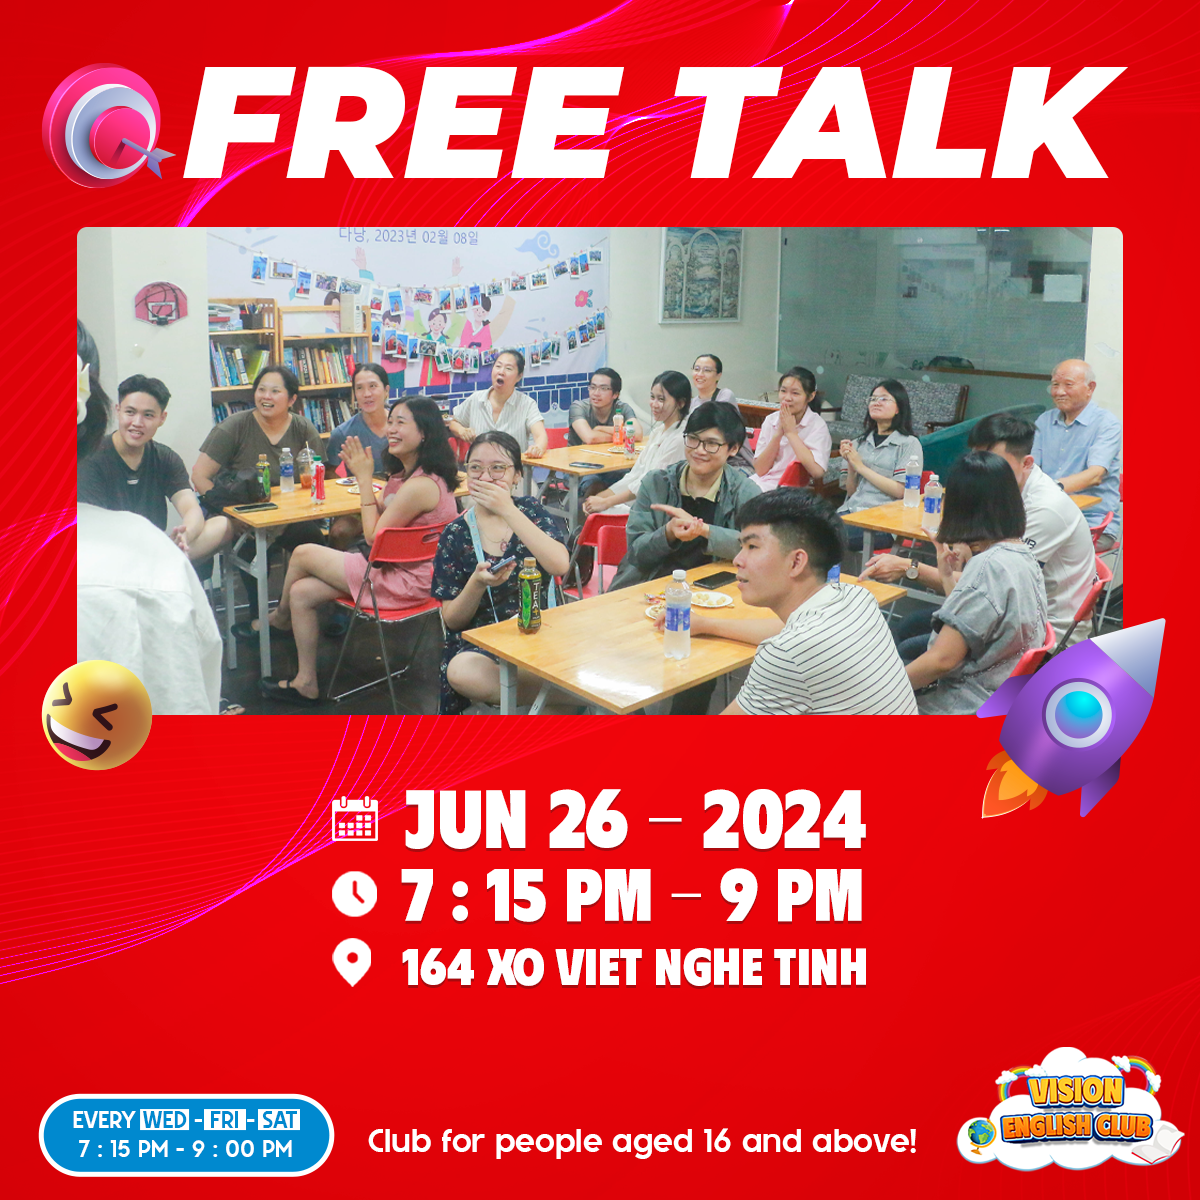 FREE TALK
다낭, 2023년 02월 08일
TEA+
JUN 26 – 2024
7 : 15 PM – 9 PM
164 XO VIET NGHE TINH
EVERY WED - FRI - SAT
7 : 15 PM - 9 : 00 PM
Club for people aged 16 and above!
VISION
ENGLISH CLUB